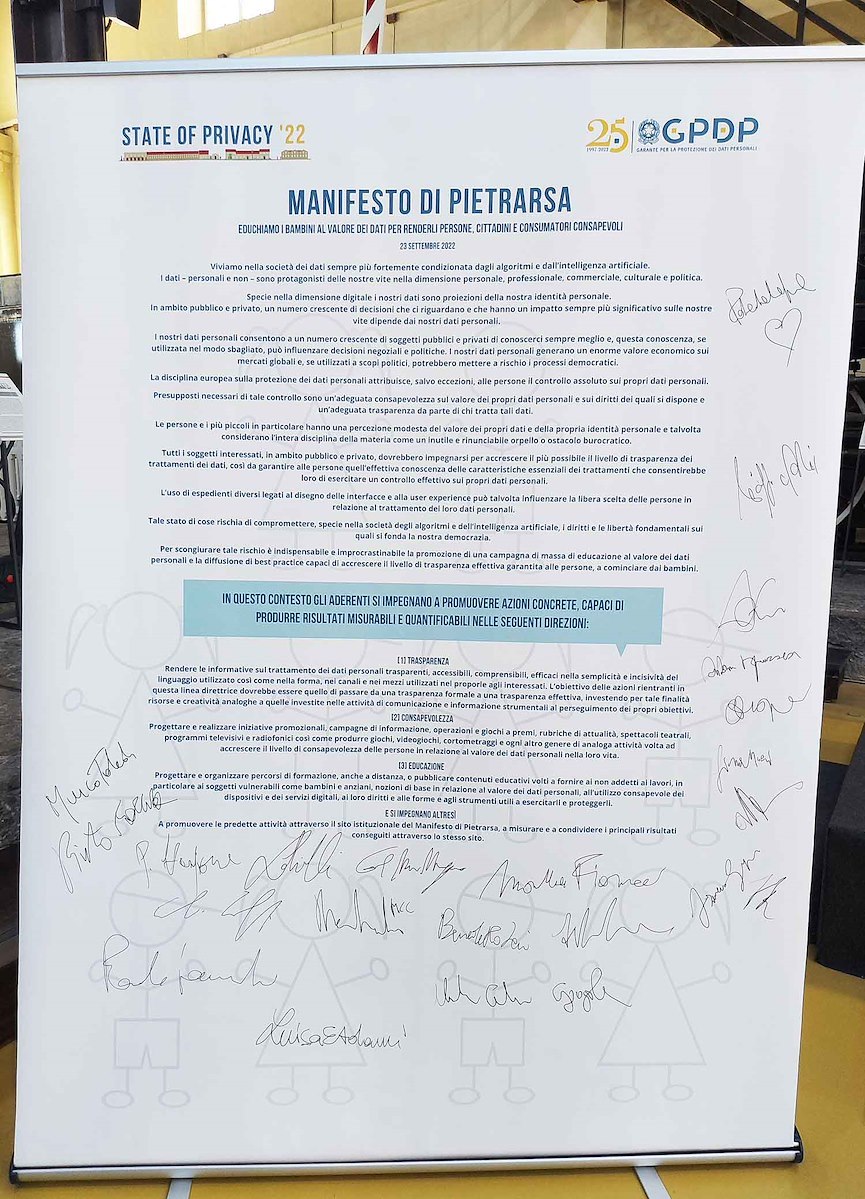 STATE OF PRIVACY '22
25 GPDP
1997-2022 GARANTE PER LA PROTEZIONE DEI DATI PERSONALI
MANIFESTO DI PIETRARSA
EDUCHIAMO I BAMBINI AL VALORE DEI DATI PER RENDERLI PERSONE, CITTADINI E CONSUMATORI CONSAPEVOLI
23 SETTEMBRE 2022
Viviamo nella società dei dati sempre più fortemente condizionata dagli algoritmi e dall'intelligenza artificiale.
I dati – personali e non – sono protagonisti delle nostre vite nella dimensione personale, professionale, commerciale, culturale e politica.
Specie nella dimensione digitale i nostri dati sono proiezioni della nostra identità personale.
In ambito pubblico e privato, un numero crescente di decisioni che ci riguardano e che hanno un impatto sempre più significativo sulle nostre
vite dipende dai nostri dati personali.
I nostri dati personali consentono a un numero crescente di soggetti pubblici e privati di conoscerci sempre meglio e, questa conoscenza, se
utilizzata nel modo sbagliato, può influenzare decisioni negoziali e politiche. I nostri dati personali generano un enorme valore economico sui
mercati globali e, se utilizzati a scopi politici, potrebbero mettere a rischio i processi democratici.
La disciplina europea sulla protezione dei dati personali attribuisce, salvo eccezioni, alle persone il controllo assoluto sui propri dati personali.
Presupposti necessari di tale controllo sono un'adeguata consapevolezza sul valore dei propri dati personali e sui diritti dei quali si dispone e
un'adeguata trasparenza da parte di chi tratta tali dati.
Le persone e i più piccoli in particolare hanno una percezione modesta del valore dei propri dati e della propria identità personale e talvolta
considerano l'intera disciplina della materia come un inutile e rinunciabile orpello o ostacolo burocratico.
Tutti i soggetti interessati, in ambito pubblico e privato, dovrebbero impegnarsi per accrescere il più possibile il livello di trasparenza dei
trattamenti dei dati, così da garantire alle persone quell'effettiva conoscenza delle caratteristiche essenziali dei trattamenti che consentirebbe
loro di esercitare un controllo effettivo sui propri dati personali.
L'uso di espedienti diversi legati al disegno delle interfacce e alla user experience può talvolta influenzare la libera scelta delle persone in
relazione al trattamento dei loro dati personali.
Tale stato di cose rischia di compromettere, specie nella società degli algoritmi e dell'intelligenza artificiale, i diritti e le libertà fondamentali sui
quali si fonda la nostra democrazia.
Per scongiurare tale rischio è indispensabile e improcrastinabile la promozione di una campagna di massa di educazione al valore dei dati
personali e la diffusione di best practice capaci di accrescere il livello di trasparenza effettiva garantita alle persone, a cominciare dai bambini.
IN QUESTO CONTESTO GLI ADERENTI SI IMPEGNANO A PROMUOVERE AZIONI CONCRETE, CAPACI DI
PRODURRE RISULTATI MISURABILI E QUANTIFICABILI NELLE SEGUENTI DIREZIONI:
(1) TRASPARENZA
Rendere le informative sul trattamento dei dati personali trasparenti, accessibili, comprensibili, efficaci nella semplicità e incisività del
linguaggio utilizzato così come nella forma, nei canali e nei mezzi utilizzati nel proporle agli interessati. L'obiettivo delle azioni rientranti in
questa linea direttrice dovrebbe essere quello di passare da una trasparenza formale a una trasparenza effettiva, investendo per tale finalità
risorse e creatività analoghe a quelle investite nelle attività di comunicazione e informazione strumentali al perseguimento dei propri obiettivi.
(2) CONSAPEVOLEZZA
Progettare e realizzare iniziative promozionali, campagne di informazione, operazioni e giochi a premi, rubriche di attualità, spettacoli teatrali,
programmi televisivi e radiofonici così come produrre giochi, videogiochi, cortometraggi e ogni altro genere di analoga attività volta ad
accrescere il livello di consapevolezza delle persone in relazione al valore dei dati personali nella loro vita.
(3) EDUCAZIONE
Progettare e organizzare percorsi di formazione, anche a distanza, o pubblicare contenuti educativi volti a fornire ai non addetti ai lavori, in
particolare ai soggetti vulnerabili come bambini e anziani, nozioni di base in relazione al valore dei dati personali, all'utilizzo consapevole dei
dispositivi e dei servizi digitali, ai loro diritti e alle forme e agli strumenti utili a esercitarli e proteggerli.
E SI IMPEGNANO ALTRESÌ
A promuovere le predette attività attraverso il sito istituzionale del Manifesto di Pietrarsa, a misurare e a condividere i principali risultati
conseguiti attraverso lo stesso sito.
Luisa Adami